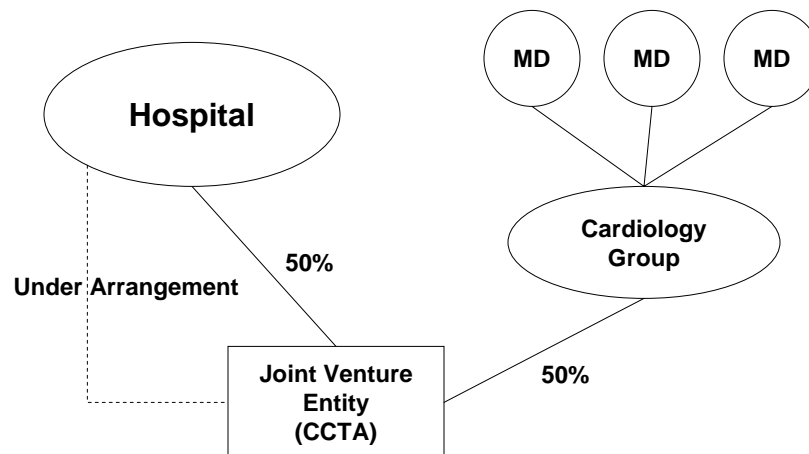 MD
MD
MD
Hospital
Cardiology
Group
50%
Under Arrangement
Joint Venture
Entity
(CCTA)
50%